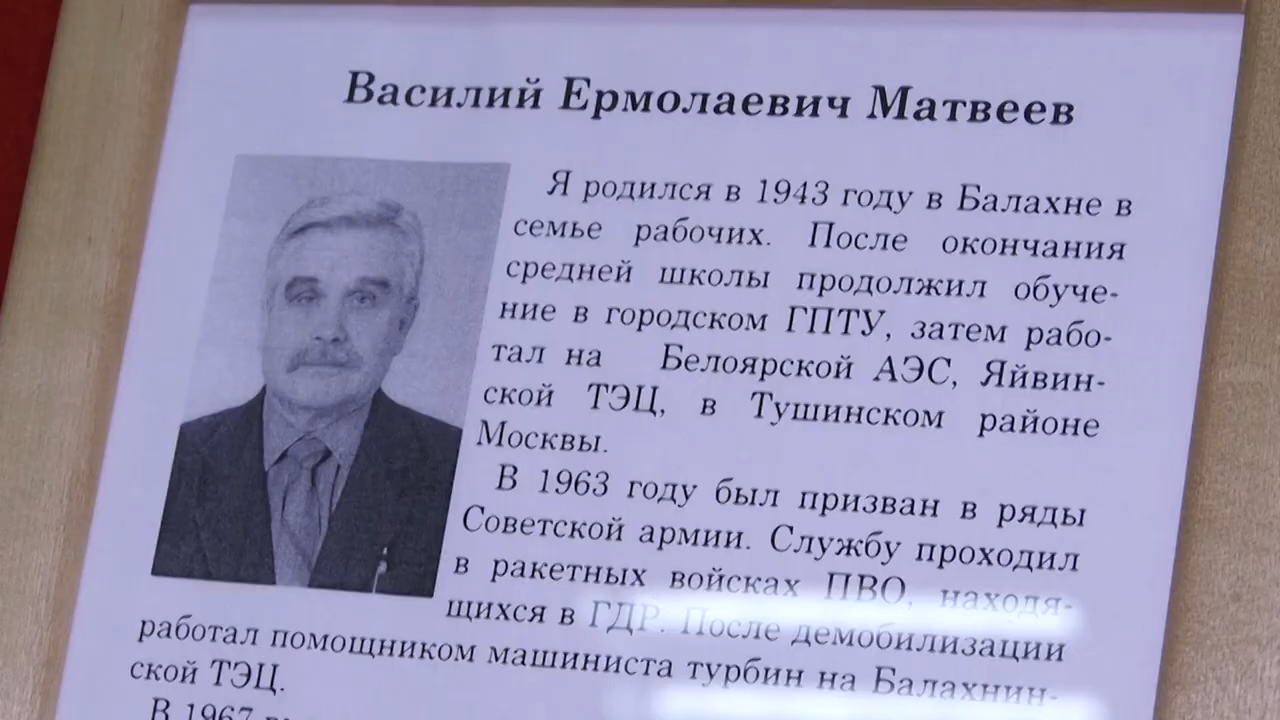 Василий Ермолаевич Матвеев
Я родился в 1943 году в Балахне в
семье рабочих. После окончания
средней школы продолжил обуче-
ние в городском ГПТУ, затем рабо-
тал на Белоярской АЭС, Яйвин-
ской ТЭЦ, в Тушинском районе
Москвы.
В 1963 году был призван в ряды
Советской армии. Службу проходил
в ракетных войсках ПВО, находя-
щихся в ГДР. После демобилизации
работал помощником машиниста турбин на Балахнин-
ской ТЭЦ.
В 1967